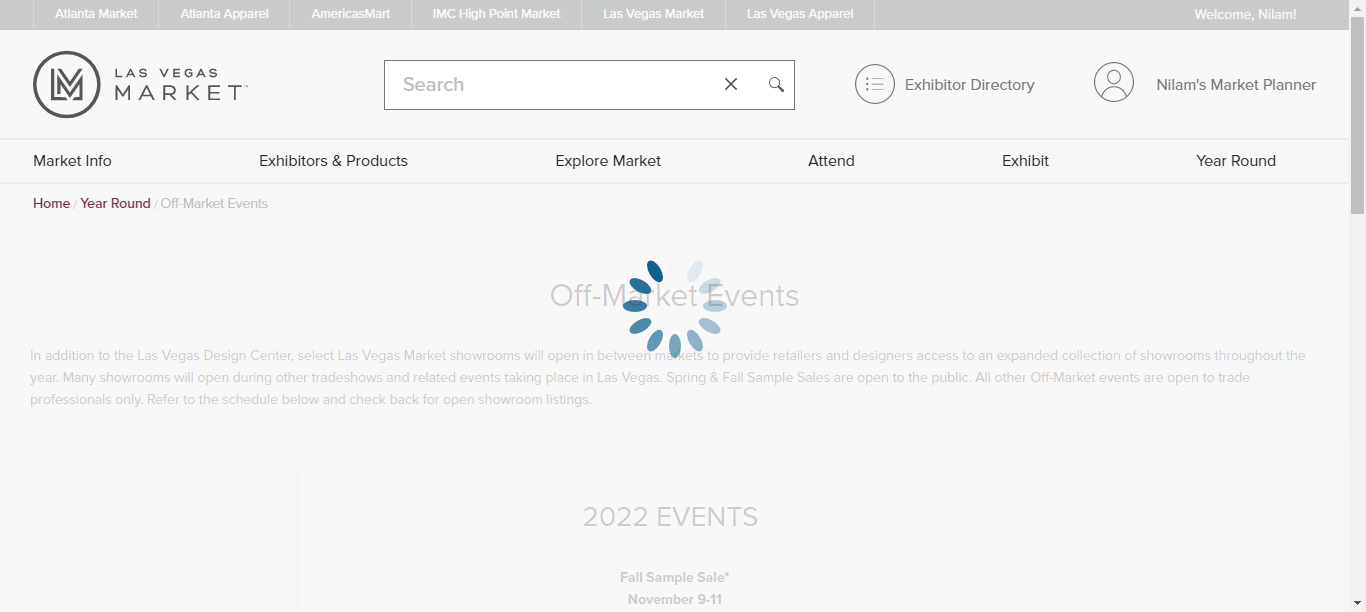 Atlanta Market
Atlanta Apparel
AmericasMart
IMC High Point Market
Las Vegas Market
Las Vegas Apparel
Welcome, Nilam!
LAS VEGAS
MARKET™
Search
Exhibitor Directory
Nilam's Market Planner
Market Info
Exhibitors & Products
Explore Market
Attend
Exhibit
Year Round
Home / Year Round / Off-Market Events
Off-Market Events
In addition to the Las Vegas Design Center, select Las Vegas Market showrooms will open in between markets to provide retailers and designers access to an expanded collection of showrooms throughout the
year. Many showrooms will open during other tradeshows and related events taking place in Las Vegas. Spring & Fall Sample Sales are open to the public. All other Off-Market events are open to trade
professionals only. Refer to the schedule below and check back for open showroom listings.
2022 EVENTS
Fall Sample Sale*
November 9-11